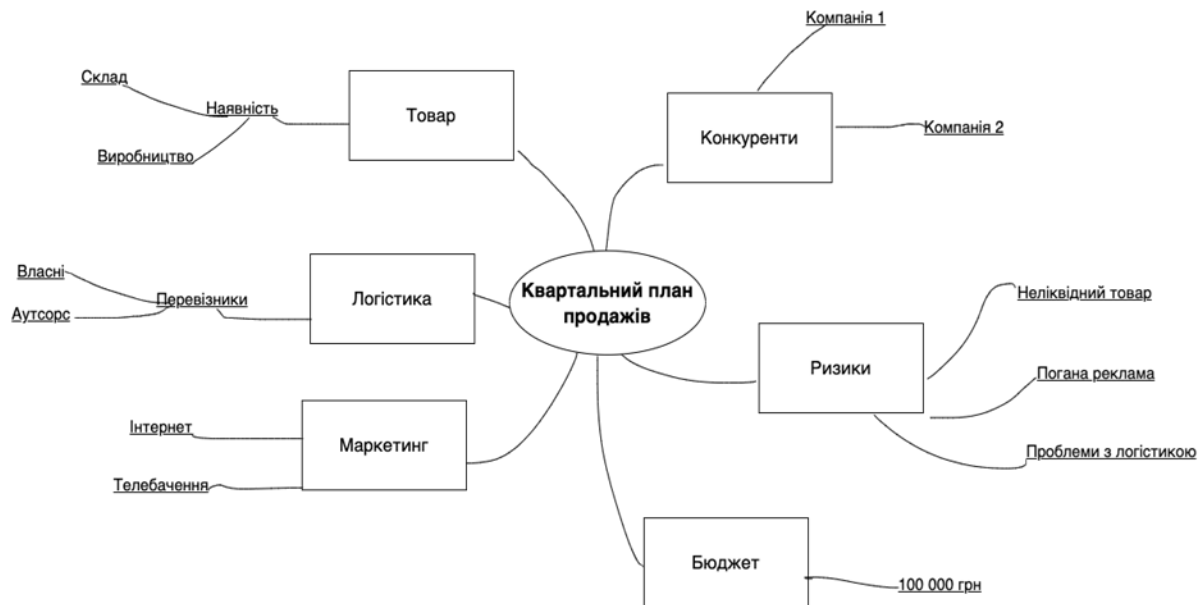 Компанія 1
Склад
Наявність
Товар
Виробництво
Конкуренти
Компанія 2
Власні
Перевізники
Аутсорс
Логістика
Квартальний план
продажів
Неліквідний товар
Ризики
Погана реклама
Проблеми з логістикою
Інтернет
Маркетинг
Телебачення
Бюджет
100 000 грн